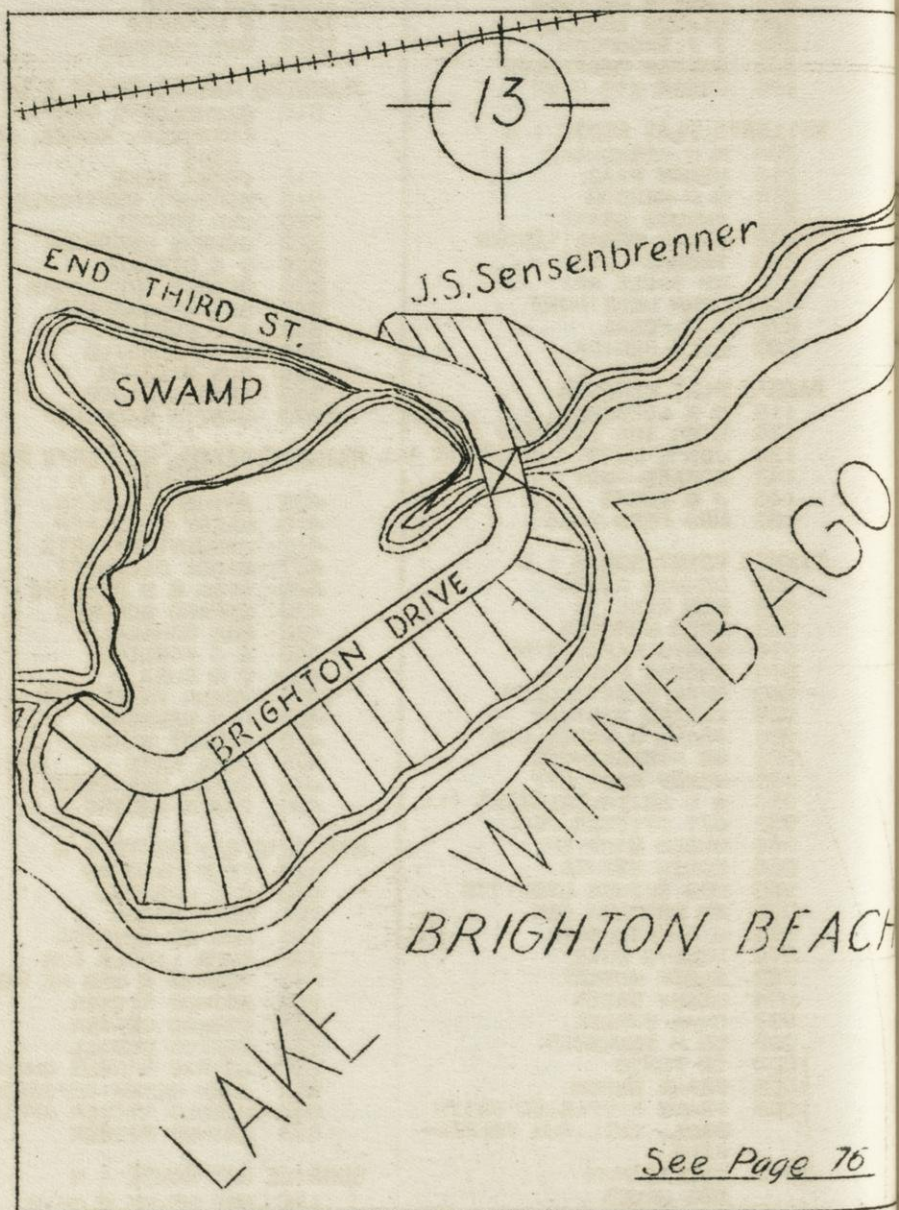 13
J.S. Sensenbrenner
END THIRD ST.
SWAMP
BRIGHTON DRIVE
LAKE WINNEBAGO
BRIGHTON BEACH
See Page 76